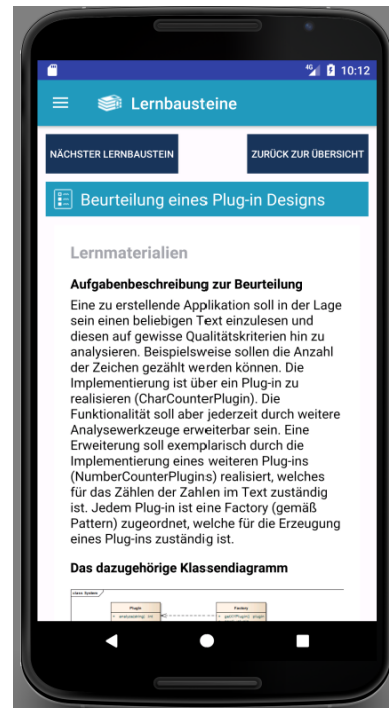 4G 10:12
Lernbausteine
NÄCHSTER LERNBAUSTEIN ZURÜCK ZUR ÜBERSICHT
Beurteilung eines Plug-in Designs
Lernmaterialien
Aufgabenbeschreibung zur Beurteilung
Eine zu erstellende Applikation soll in der Lage
sein einen beliebigen Text einzulesen und
diesen auf gewisse Qualitätskriterien hin zu
analysieren. Beispielsweise sollen die Anzahl
der Zeichen gezählt werden können. Die
Implementierung ist über ein Plug-in zu
realisieren (CharCounterPlugin). Die
Funktionalität soll aber jederzeit durch weitere
Analysewerkzeuge erweiterbar sein. Eine
Erweiterung soll exemplarisch durch die
Implementierung eines weiteren Plug-ins
(NumberCounterPlugins) realisiert, welches
für das Zählen der Zahlen im Text zuständig
ist. Jedem Plug-in ist eine Factory (gemäß
Pattern) zugeordnet, welche für die Erzeugung
eines Plug-ins zuständig ist.
Das dazugehörige Klassendiagramm
class System
Plugin Factory